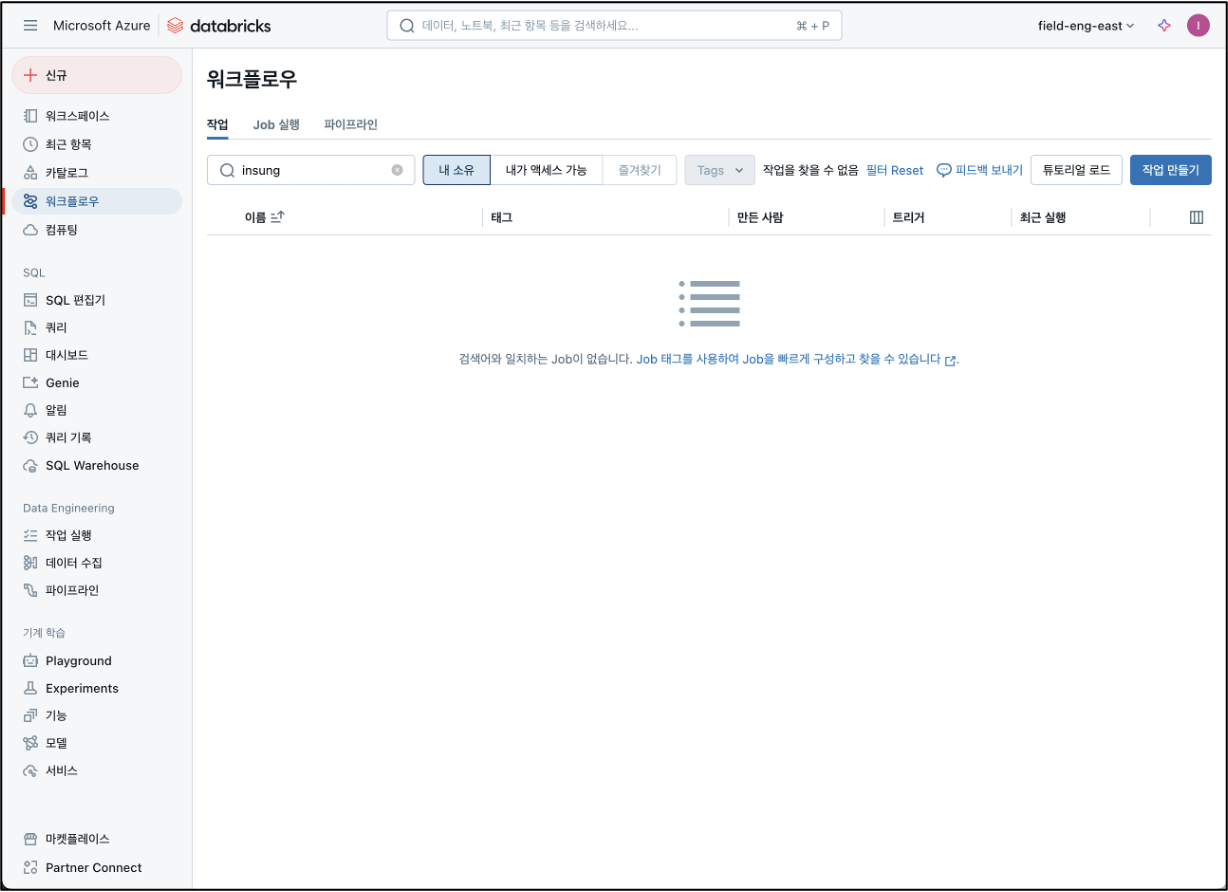 Microsoft Azure databricks 데이터, 노트북, 최근 항목 등을 검색하세요... ⌘ + P field-eng-east I
신규
워크스페이스
최근 항목
카탈로그
워크플로우
컴퓨팅
SQL
SQL 편집기
쿼리
대시보드
Genie
알림
쿼리 기록
SQL Warehouse
Data Engineering
작업 실행
데이터 수집
파이프라인
기계 학습
Playground
Experiments
기능
모델
서비스
마켓플레이스
Partner Connect
워크플로우
작업 Job 실행 파이프라인
insung 내 소유 내가 액세스 가능 즐겨찾기 Tags 작업을 찾을 수 없음 필터 Reset 피드백 보내기 튜토리얼 로드 작업 만들기
이름 태그 만든 사람 트리거 최근 실행
검색어와 일치하는 Job이 없습니다. Job 태그를 사용하여 Job을 빠르게 구성하고 찾을 수 있습니다.